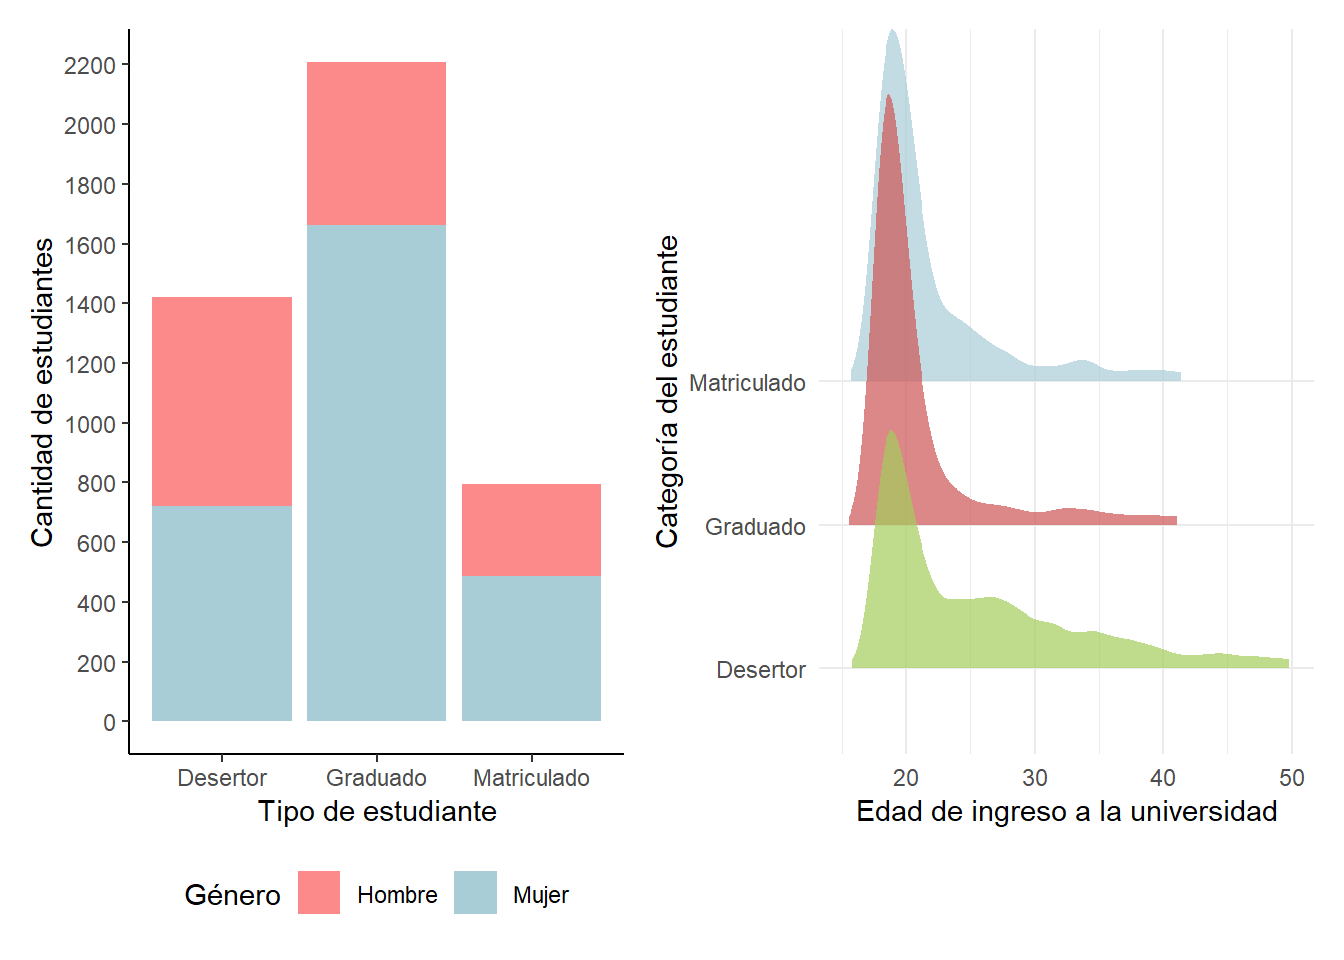 Cantidad de estudiantes
2200
2000
1800
1600
1400
1200
1000
800
600
400
200
0
Desertor Graduado Matriculado
Tipo de estudiante
Género Hombre Mujer
Categoría del estudiante
Matriculado
Graduado
Desertor
20 30 40 50
Edad de ingreso a la universidad